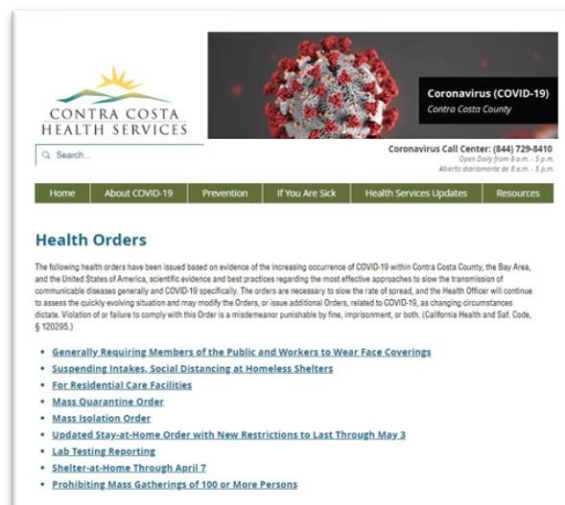 Coronavirus (COVID-19)
Contra Costa County
CONTRA COSTA
HEALTH SERVICES
Search...
Coronavirus Call Center: (844) 729-8410
Open Daily from 8 a.m. - 5 p.m.
Abierto diariamente de 8 a.m. - 5 p.m.
Home About COVID-19 Prevention If You Are Sick Health Services Updates Resources
Health Orders
The following health orders have been issued based on evidence of the increasing occurrence of COVID-19 within Contra Costa County, the Bay Area,
and the United States of America, scientific evidence and best practices regarding the most effective approaches to slow the transmission of
communicable diseases generally and COVID-19 specifically. The orders are necessary to slow the rate of spread, and the Health Officer will continue
to assess the quickly evolving situation and may modify the Orders, or issue additional Orders, related to COVID-19, as changing circumstances
dictate. Violation of or failure to comply with this Order is a misdemeanor punishable by fine, imprisonment, or both. (California Health and Saf. Code,
§ 120295.)
• Generally Requiring Members of the Public and Workers to Wear Face Coverings
• Suspending Intakes, Social Distancing at Homeless Shelters
• For Residential Care Facilities
• Mass Quarantine Order
• Mass Isolation Order
• Updated Stay-at-Home Order with New Restrictions to Last Through May 3
• Lab Testing Reporting
• Shelter-at-Home Through April 7
• Prohibiting Mass Gatherings of 100 or More Persons